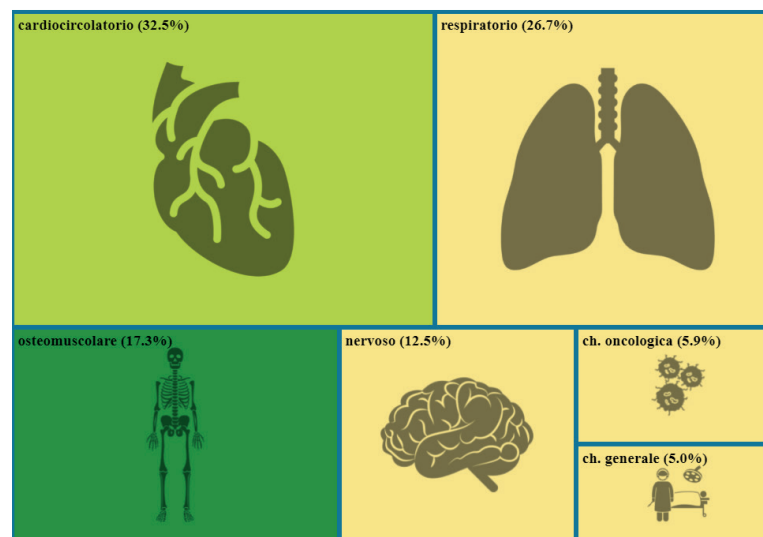 cardiocircolatorio (32.5%)
respiratorio (26.7%)
osteomuscolare (17.3%)
nervoso (12.5%)
ch. oncologica (5.9%)
ch. generale (5.0%)